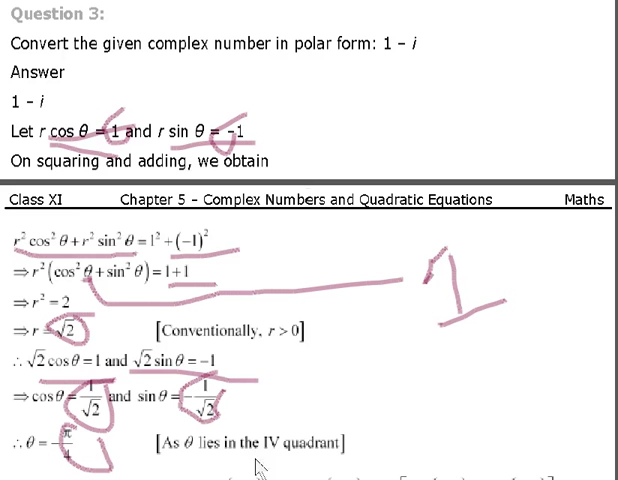 Question 3:
Convert the given complex number in polar form: 1 – i
Answer
1 – i
Let r cos θ = 1 and r sin θ = –1
On squaring and adding, we obtain
Class XI Chapter 5 – Complex Numbers and Quadratic Equations Maths
r² cos² θ + r² sin² θ = 1² + (−1)²
⇒ r² (cos² θ + sin² θ) = 1 + 1
1
⇒ r² = 2
⇒ r = √2 [Conventionally, r > 0]
∴ √2 cos θ = 1 and √2 sin θ = −1
⇒ cos θ = 1/√2 and sin θ = −1/√2
∴ θ = −π/4 [As θ lies in the IV quadrant]